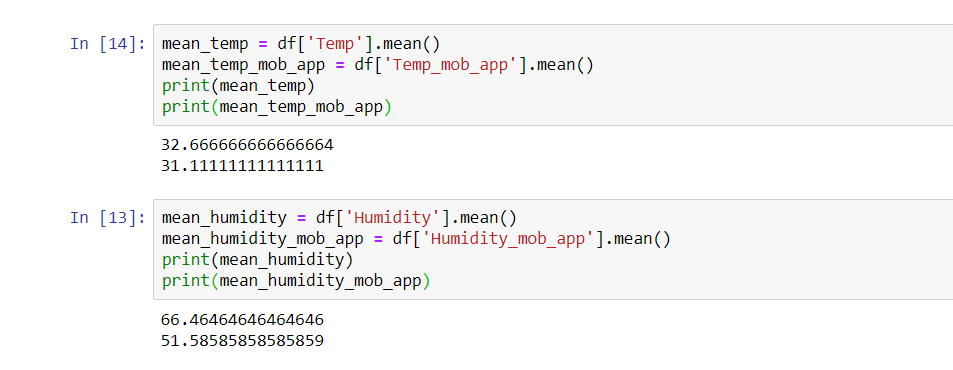 In [14]: mean_temp = df['Temp'].mean()
mean_temp_mob_app = df['Temp_mob_app'].mean()
print(mean_temp)
print(mean_temp_mob_app)
32.666666666666664
31.11111111111111
In [13]: mean_humidity = df['Humidity'].mean()
mean_humidity_mob_app = df['Humidity_mob_app'].mean()
print(mean_humidity)
print(mean_humidity_mob_app)
66.46464646464646
51.58585858585859